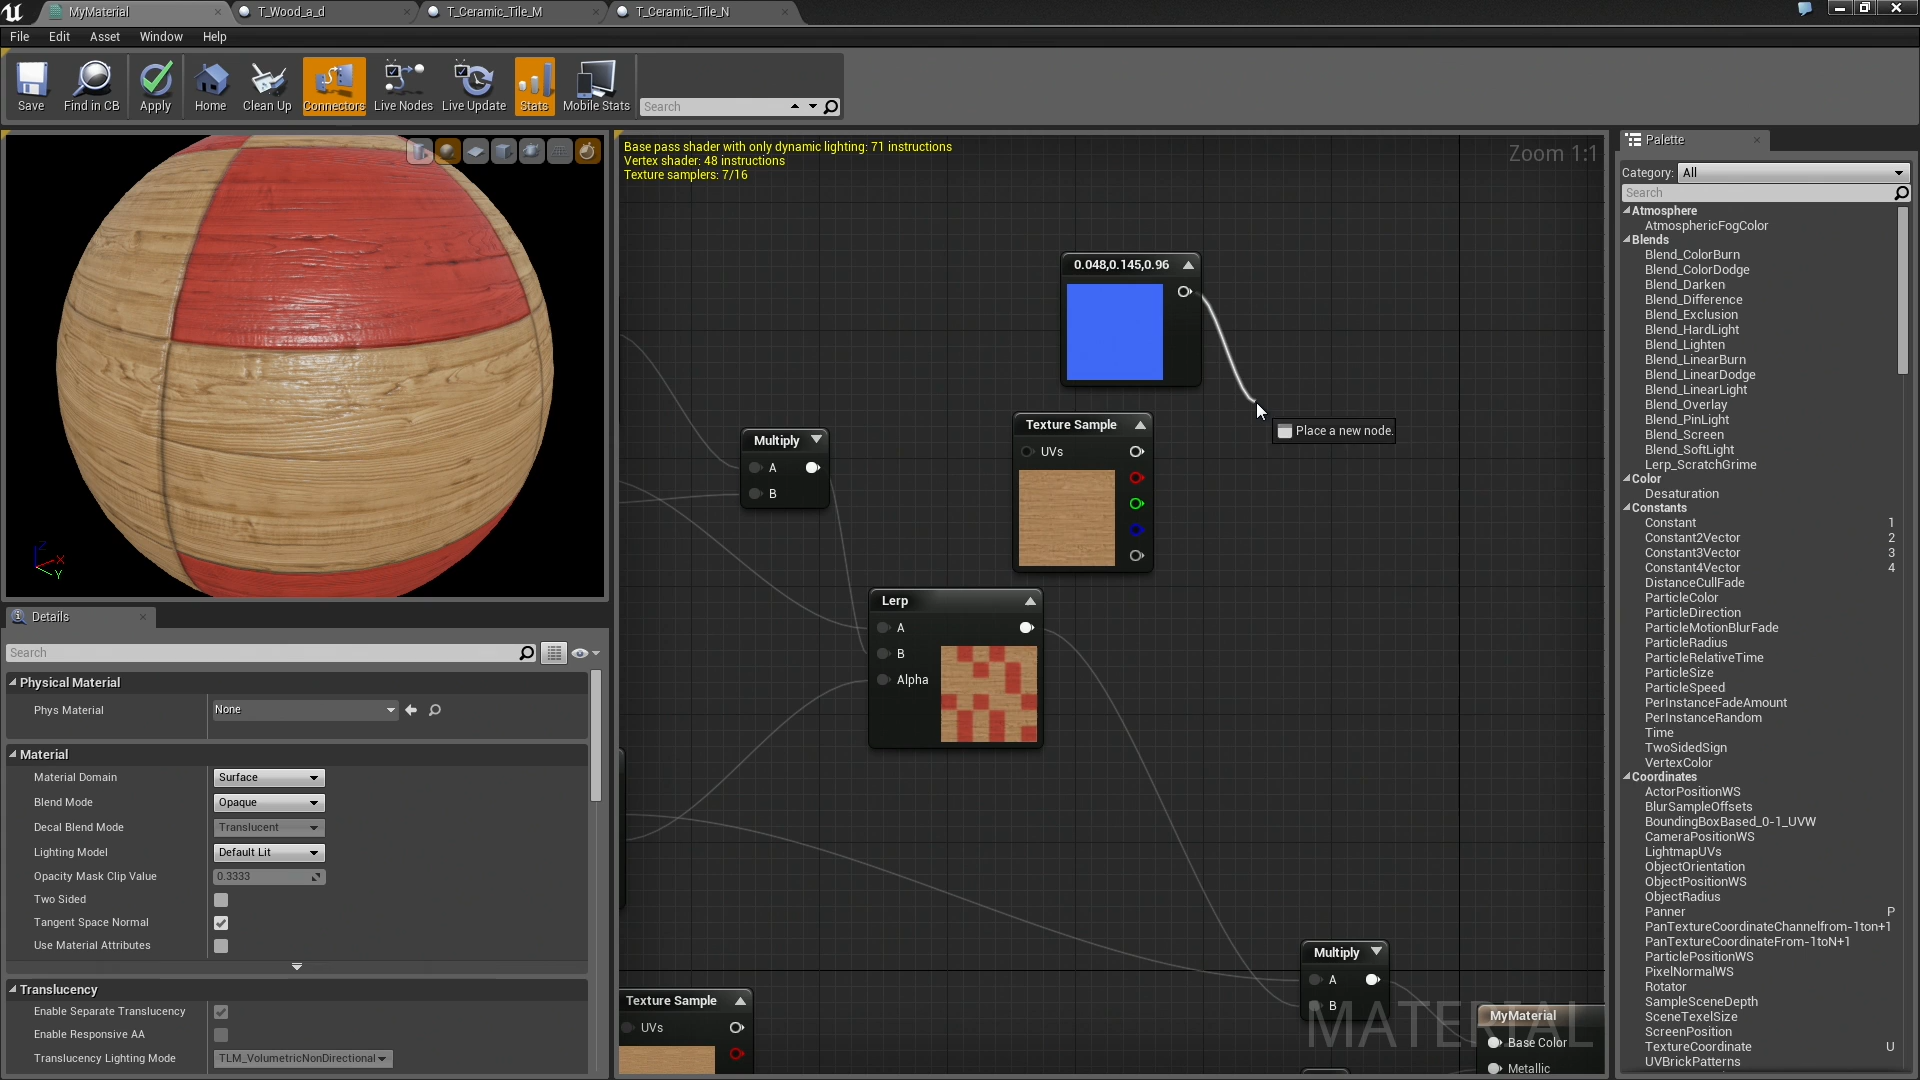 MyMaterial
T_Wood_a_d
T_Ceramic_Tile_M
T_Ceramic_Tile_N
File Edit Asset Window Help
Save
Find in CB
Apply
Home
Clean Up
Connectors
Live Nodes
Live Update
Stats
Mobile Stats
Search
Base pass shader with only dynamic lighting: 71 instructions
Vertex shader: 48 instructions
Texture samplers: 7/16
Zoom 1:1
Z
X
Y
0.048,0.145,0.96
Place a new node.
Texture Sample
UVs
Multiply
A
B
Lerp
A
B
Alpha
Multiply
A
B
Texture Sample
UVs
MATERIAL
MyMaterial
Base Color
Metallic
Details
Search
Physical Material
Phys Material None
Material
Material Domain Surface
Blend Mode Opaque
Decal Blend Mode Translucent
Lighting Model Default Lit
Opacity Mask Clip Value 0.3333
Two Sided
Tangent Space Normal
Use Material Attributes
Translucency
Enable Separate Translucency
Enable Responsive AA
Translucency Lighting Mode TLM_VolumetricNonDirectional
Palette
Category: All
Search
Atmosphere
AtmosphericFogColor
Blends
Blend_ColorBurn
Blend_ColorDodge
Blend_Darken
Blend_Difference
Blend_Exclusion
Blend_HardLight
Blend_Lighten
Blend_LinearBurn
Blend_LinearDodge
Blend_LinearLight
Blend_Overlay
Blend_PinLight
Blend_Screen
Blend_SoftLight
Lerp_ScratchGrime
Color
Desaturation
Constants
Constant 1
Constant2Vector 2
Constant3Vector 3
Constant4Vector 4
DistanceCullFade
ParticleColor
ParticleDirection
ParticleMotionBlurFade
ParticleRadius
ParticleRelativeTime
ParticleSize
ParticleSpeed
PerInstanceFadeAmount
PerInstanceRandom
Time
TwoSidedSign
VertexColor
Coordinates
ActorPositionWS
BlurSampleOffsets
BoundingBoxBased_0-1_UVW
CameraPositionWS
LightmapUVs
ObjectOrientation
ObjectPositionWS
ObjectRadius
Panner P
PanTextureCoordinateChannelfrom-1ton+1
PanTextureCoordinateFrom-1toN+1
ParticlePositionWS
PixelNormalWS
Rotator
SampleSceneDepth
SceneTexelSize
ScreenPosition
TextureCoordinate U
UVBrickPatterns